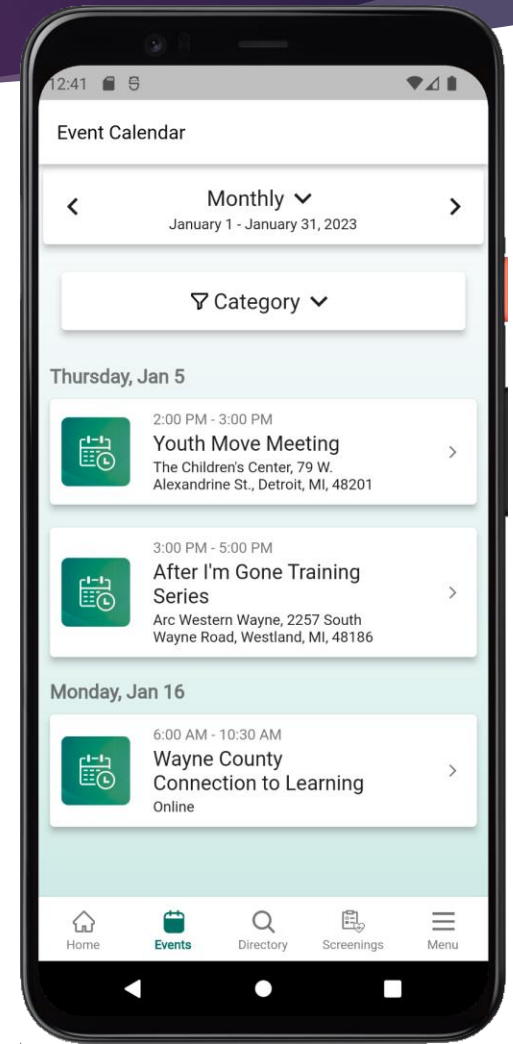 12:41
Event Calendar
Monthly
January 1 - January 31, 2023
Category
Thursday, Jan 5
2:00 PM - 3:00 PM
Youth Move Meeting
The Children's Center, 79 W.
Alexandrine St., Detroit, MI, 48201
3:00 PM - 5:00 PM
After I'm Gone Training
Series
Arc Western Wayne, 2257 South
Wayne Road, Westland, MI, 48186
Monday, Jan 16
6:00 AM - 10:30 AM
Wayne County
Connection to Learning
Online
Home Events Directory Screenings Menu